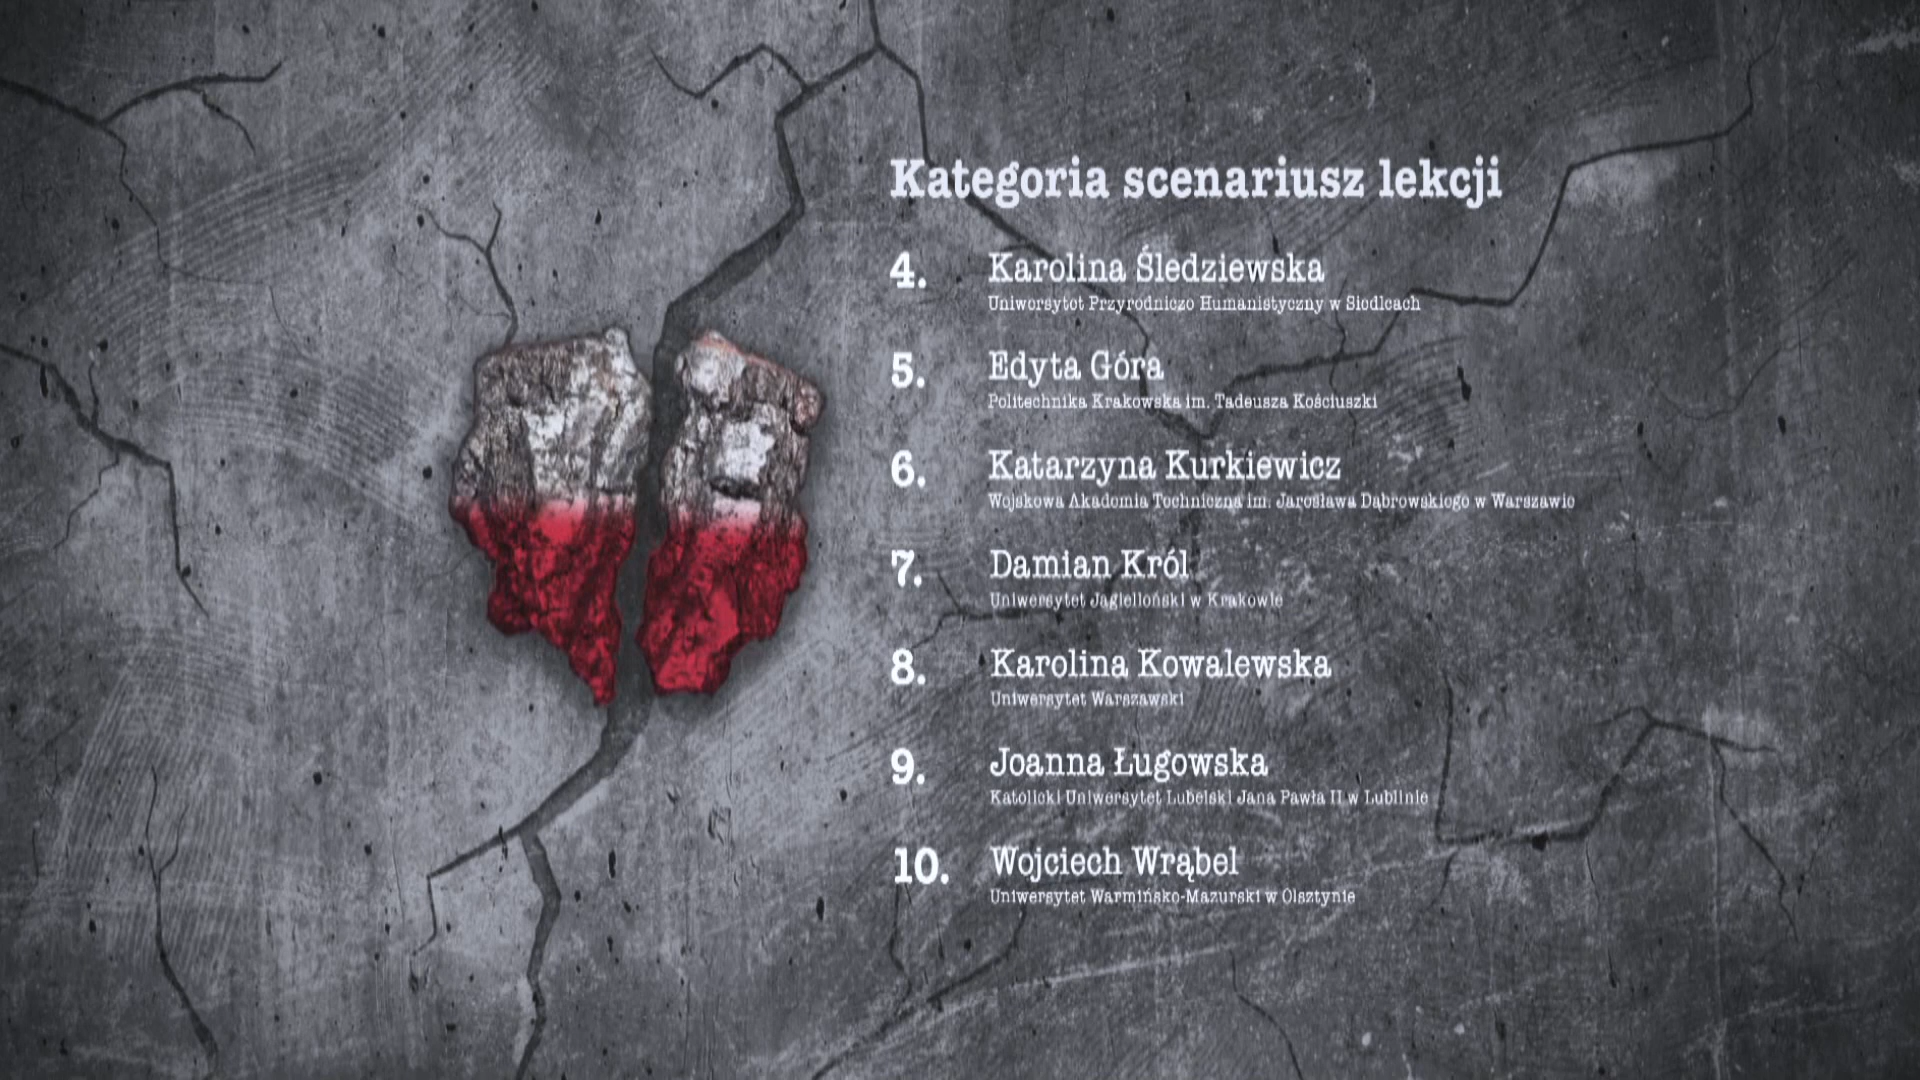 Kategoria scenariusz lekcji
4. Karolina Śledziewska
Uniwersytet Przyrodniczo Humanistyczny w Siedlcach
5. Edyta Góra
Politechnika Krakowska im. Tadeusza Kościuszki
6. Katarzyna Kurkiewicz
Wojskowa Akademia Techniczna im. Jarosława Dąbrowskiego w Warszawie
7. Damian Król
Uniwersytet Jagielloński w Krakowie
8. Karolina Kowalewska
Uniwersytet Warszawski
9. Joanna Ługowska
Katolicki Uniwersytet Lubelski Jana Pawła II w Lublinie
10. Wojciech Wrąbel
Uniwersytet Warmińsko-Mazurski w Olsztynie